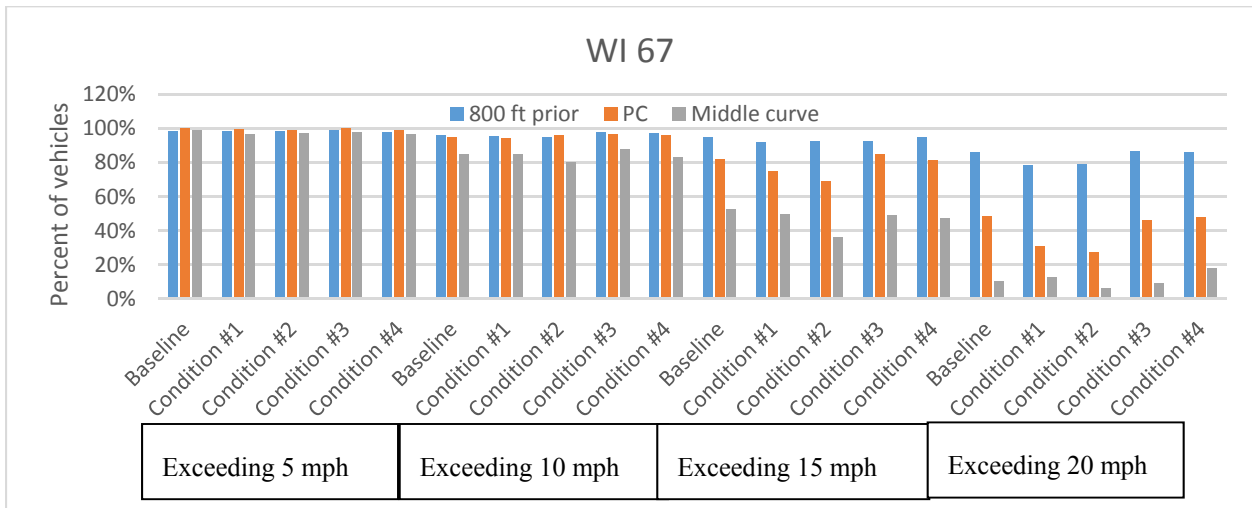 WI 67
Percent of vehicles
120%
100%
80%
60%
40%
20%
0%
800 ft prior PC Middle curve
Baseline
Condition #1
Condition #2
Condition #3
Condition #4
Baseline
Condition #1
Condition #2
Condition #3
Condition #4
Baseline
Condition #1
Condition #2
Condition #3
Condition #4
Baseline
Condition #1
Condition #2
Condition #3
Condition #4
Exceeding 5 mph
Exceeding 10 mph
Exceeding 15 mph
Exceeding 20 mph